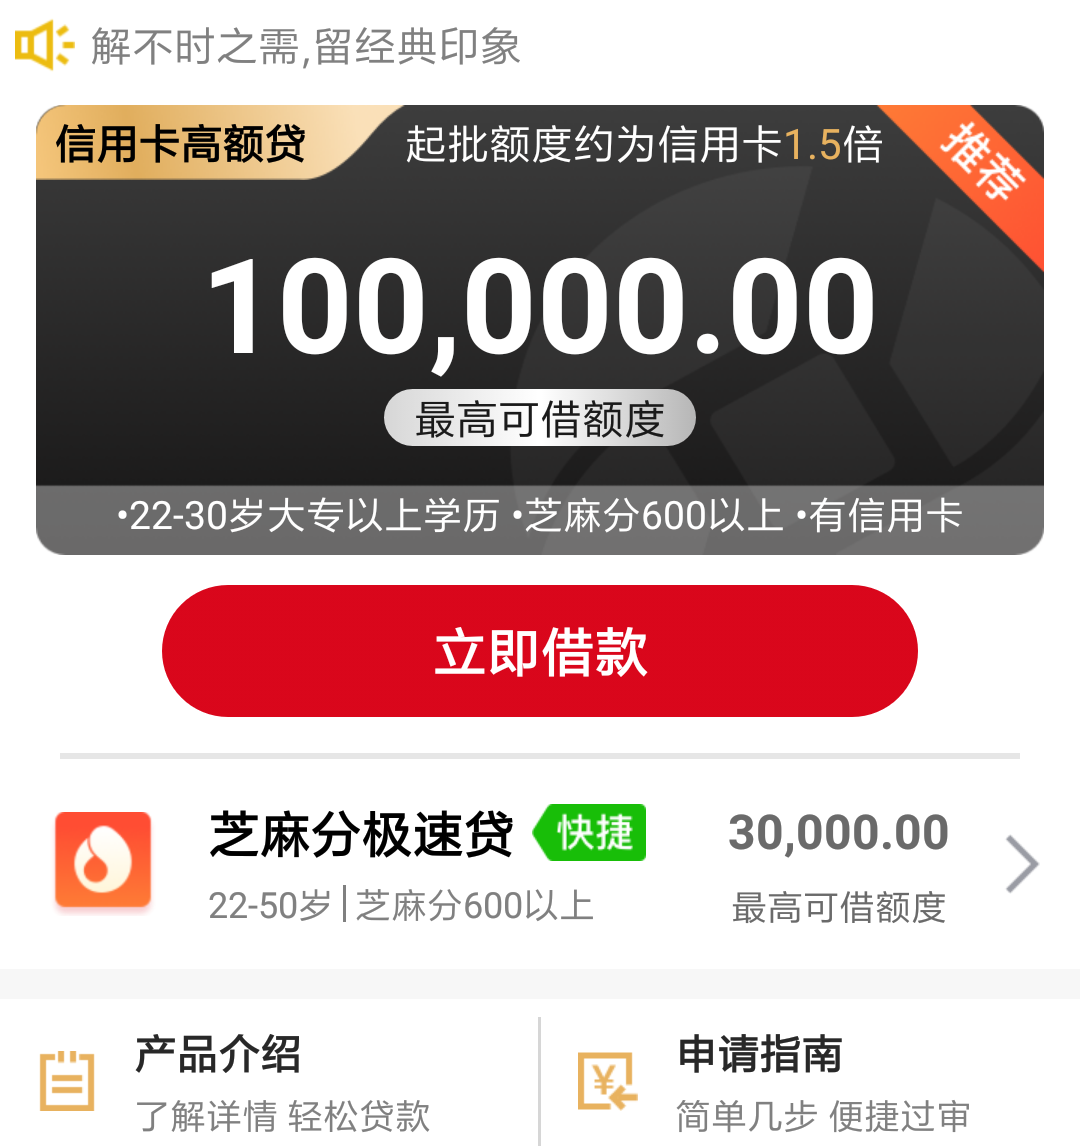 解不时之需,留经典印象
信用卡高额贷
起批额度约为信用卡1.5倍
推荐
100,000.00
最高可借额度
•22-30岁大专以上学历 •芝麻分600以上 •有信用卡
立即借款
芝麻分极速贷
快捷
30,000.00
22-50岁|芝麻分600以上
最高可借额度
产品介绍
了解详情 轻松贷款
申请指南
简单几步 便捷过审